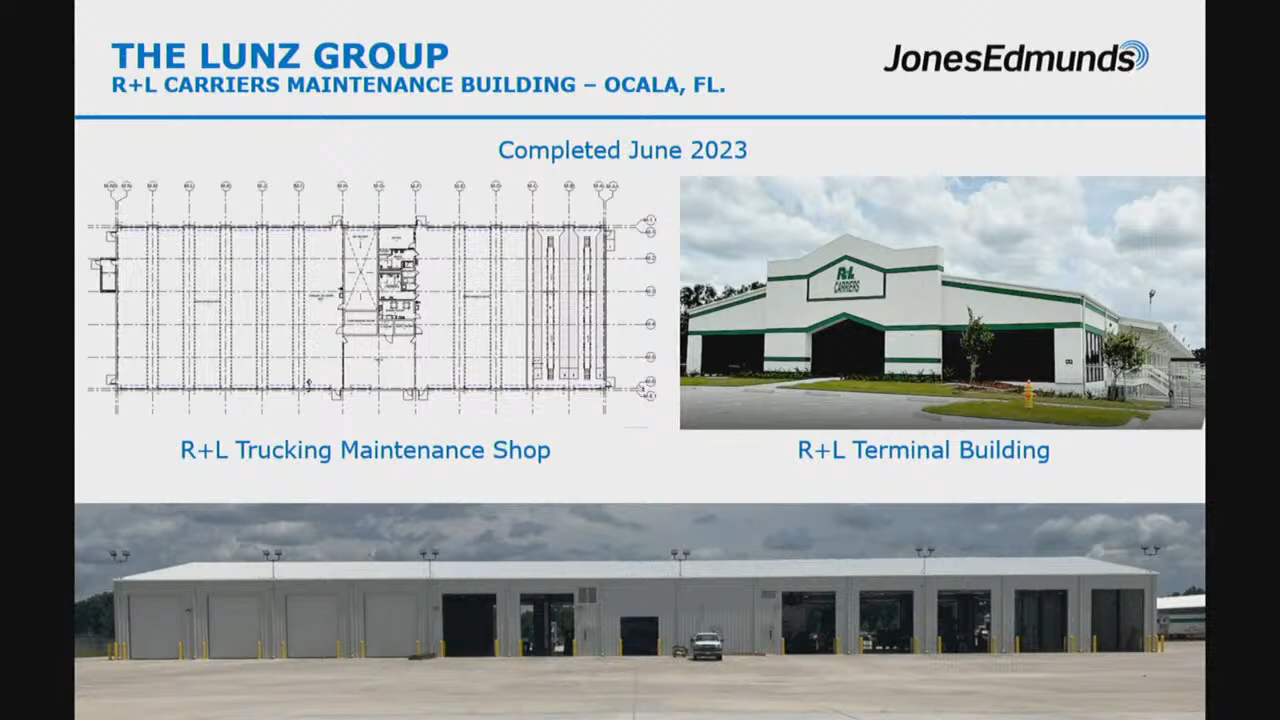 THE LUNZ GROUP
R+L CARRIERS MAINTENANCE BUILDING – OCALA, FL.
JonesEdmunds
Completed June 2023
R+L
CARRIERS
R+L Trucking Maintenance Shop
R+L Terminal Building